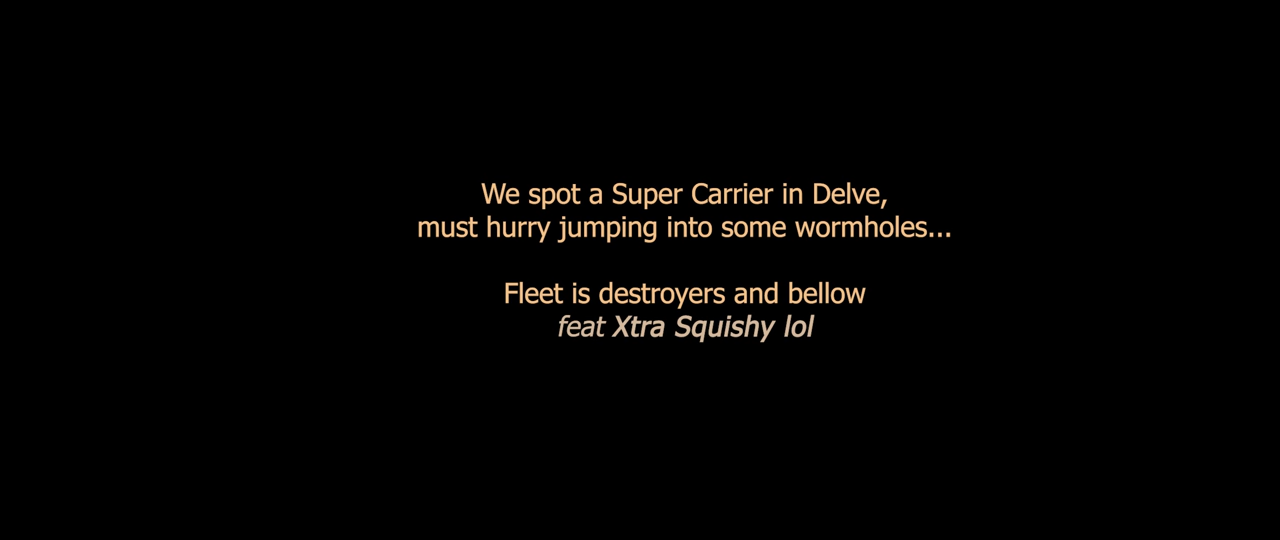 We spot a Super Carrier in Delve,
must hurry jumping into some wormholes...
Fleet is destroyers and bellow
feat Xtra Squishy lol